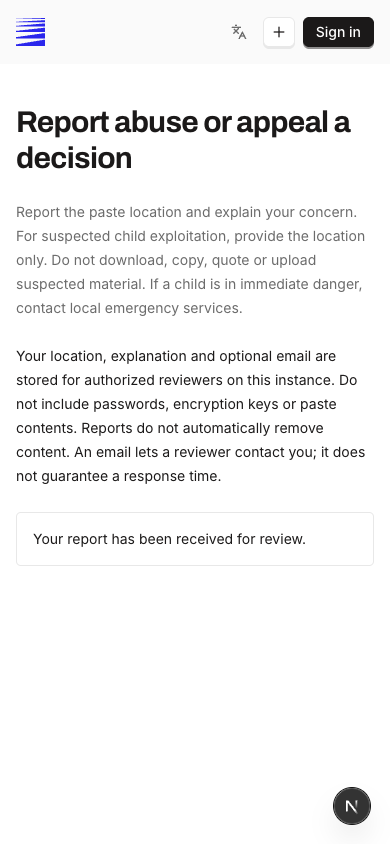 Sign in
Report abuse or appeal a
decision
Report the paste location and explain your concern.
For suspected child exploitation, provide the location
only. Do not download, copy, quote or upload
suspected material. If a child is in immediate danger,
contact local emergency services.
Your location, explanation and optional email are
stored for authorized reviewers on this instance. Do
not include passwords, encryption keys or paste
contents. Reports do not automatically remove
content. An email lets a reviewer contact you; it does
not guarantee a response time.
Your report has been received for review.
N